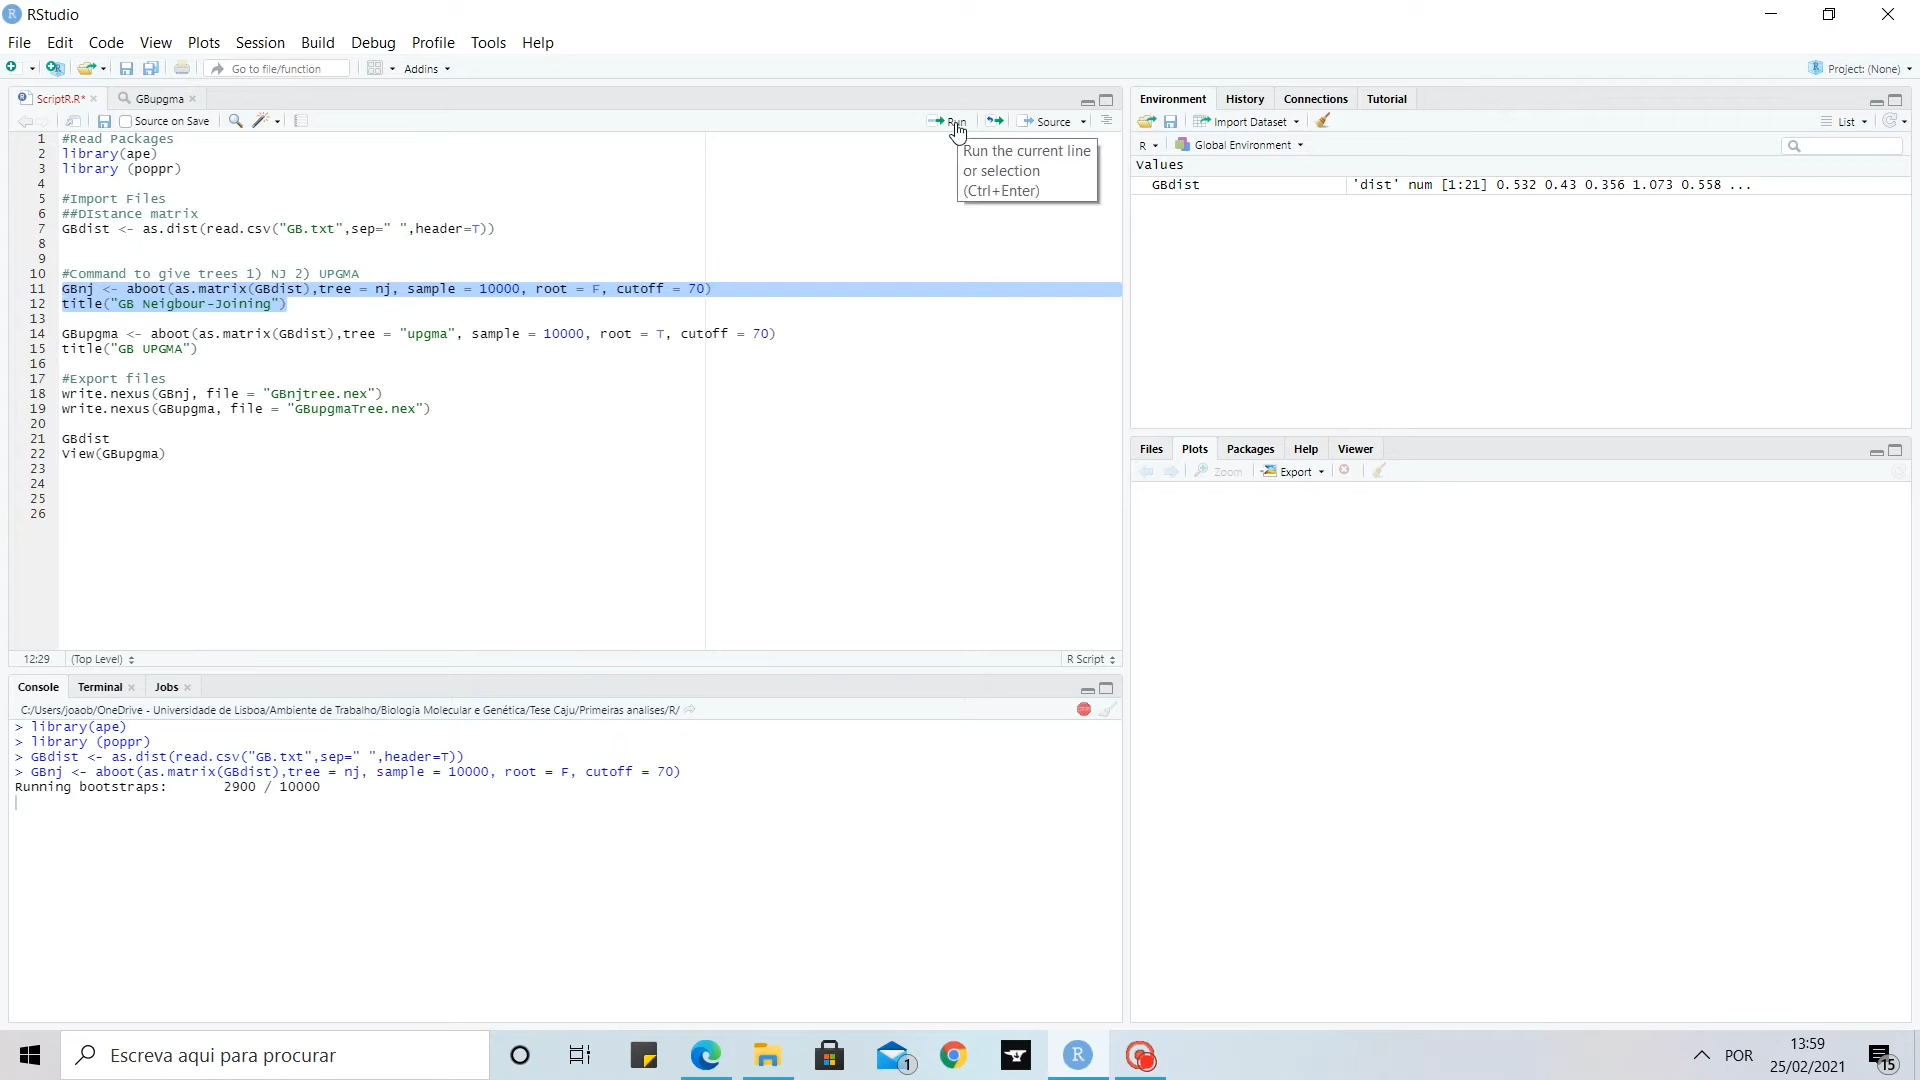 RStudio
File Edit Code View Plots Session Build Debug Profile Tools Help
Go to file/function Addins Project: (None)
ScriptR.R* GBupgma
Source on Save Run Source
1 #Read Packages
2 library(ape)
3 library (poppr)
4
5 #Import Files
6 ##DIstance matrix
7 GBdist <- as.dist(read.csv("GB.txt",sep=" ",header=T))
8
9
10 #Command to give trees 1) NJ 2) UPGMA
11 GBnj <- aboot(as.matrix(GBdist),tree = nj, sample = 10000, root = F, cutoff = 70)
12 title("GB Neigbour-Joining")
13
14 GBupgma <- aboot(as.matrix(GBdist),tree = "upgma", sample = 10000, root = T, cutoff = 70)
15 title("GB UPGMA")
16
17 #Export files
18 write.nexus(GBnj, file = "GBnjtree.nex")
19 write.nexus(GBupgma, file = "GBupgmaTree.nex")
20
21 GBdist
22 View(GBupgma)
23
24
25
26
Run the current line
or selection
(Ctrl+Enter)
12:29 (Top Level) R Script
Console Terminal Jobs
C:/Users/joaob/OneDrive - Universidade de Lisboa/Ambiente de Trabalho/Biologia Molecular e Genética/Tese Caju/Primeiras analises/R/
> library(ape)
> library (poppr)
> GBdist <- as.dist(read.csv("GB.txt",sep=" ",header=T))
> GBnj <- aboot(as.matrix(GBdist),tree = nj, sample = 10000, root = F, cutoff = 70)
Running bootstraps: 2900 / 10000
Environment History Connections Tutorial
Import Dataset List
R Global Environment
Values
GBdist 'dist' num [1:21] 0.532 0.43 0.356 1.073 0.558 ...
Files Plots Packages Help Viewer
Zoom Export
Escreva aqui para procurar
1
R
POR
13:59
25/02/2021
15